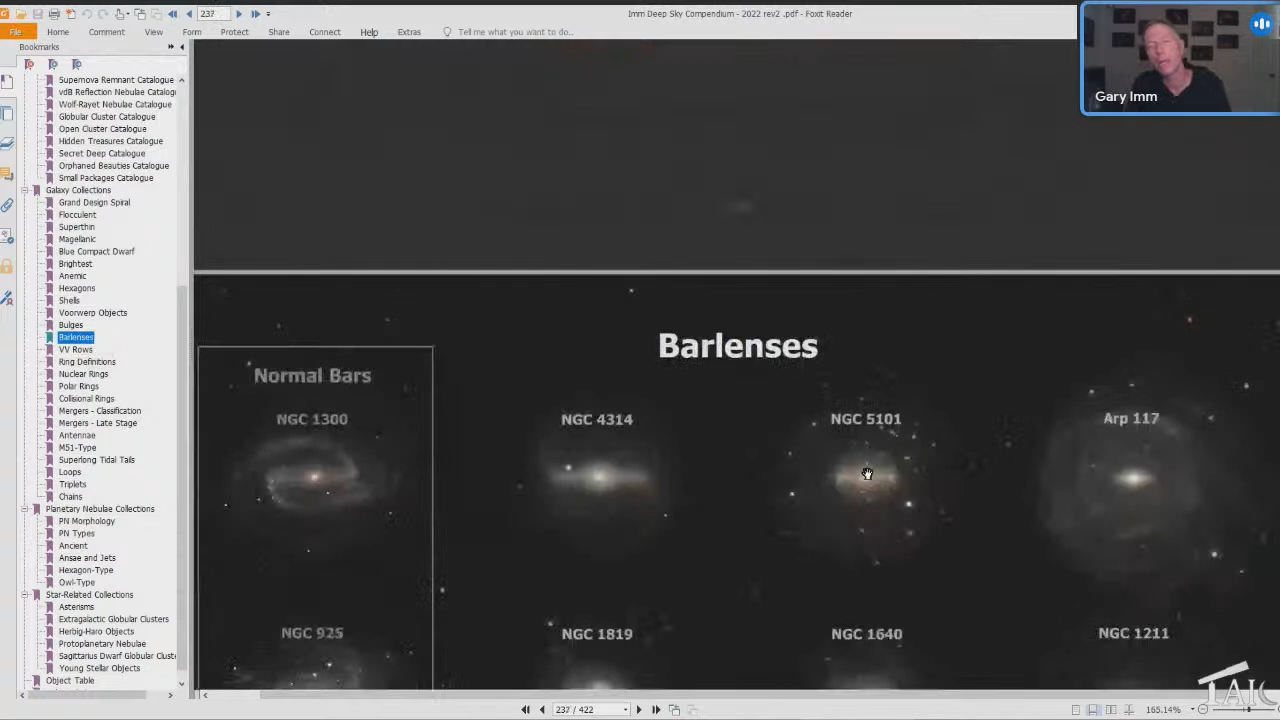 237
Imm Deep Sky Compendium - 2022 rev2 .pdf - Foxit Reader
File Home Comment View Form Protect Share Connect Help Extras Tell me what you want to do..
Gary Imm
Bookmarks
Supernova Remnant Catalogue
vdB Reflection Nebulae Catalogu
Wolf-Rayet Nebulae Catalogue
Globular Cluster Catalogue
Open Cluster Catalogue
Hidden Treasures Catalogue
Secret Deep Catalogue
Orphaned Beauties Catalogue
Small Packages Catalogue
Galaxy Collections
Grand Design Spiral
Flocculent
Superthin
Magellanic
Blue Compact Dwarf
Brightest
Anemic
Hexagons
Shells
Voorwerp Objects
Bulges
Barlenses
VV Rows
Ring Definitions
Nuclear Rings
Polar Rings
Collisional Rings
Mergers - Classification
Mergers - Late Stage
Antennae
M51-Type
Superlong Tidal Tails
Loops
Triplets
Chains
Planetary Nebulae Collections
PN Morphology
PN Types
Ancient
Ansae and Jets
Hexagon-Type
Owl-Type
Star-Related Collections
Asterisms
Extragalactic Globular Clusters
Herbig-Haro Objects
Protoplanetary Nebulae
Sagittarius Dwarf Globular Cluste
Young Stellar Objects
Object Table
Barlenses
Normal Bars
NGC 1300 NGC 4314 NGC 5101 Arp 117
NGC 925 NGC 1819 NGC 1640 NGC 1211
TAIC
237 / 422
165.14%